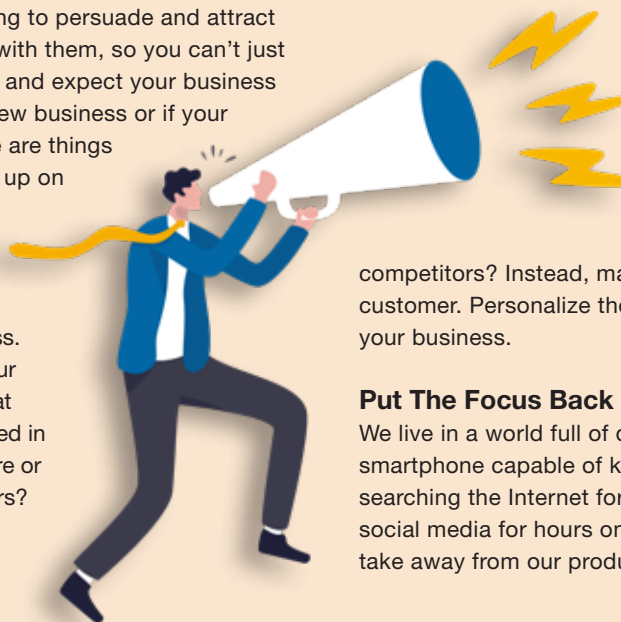 ng to persuade and attract
with them, so you can't just
and expect your business
ew business or if your
e are things
up on
ss.
ur
at
ed in
re or
rs?
competitors? Instead, ma
customer. Personalize the
your business.
Put The Focus Back
We live in a world full of
smartphone capable of k
searching the Internet for
social media for hours on
take away from our produ